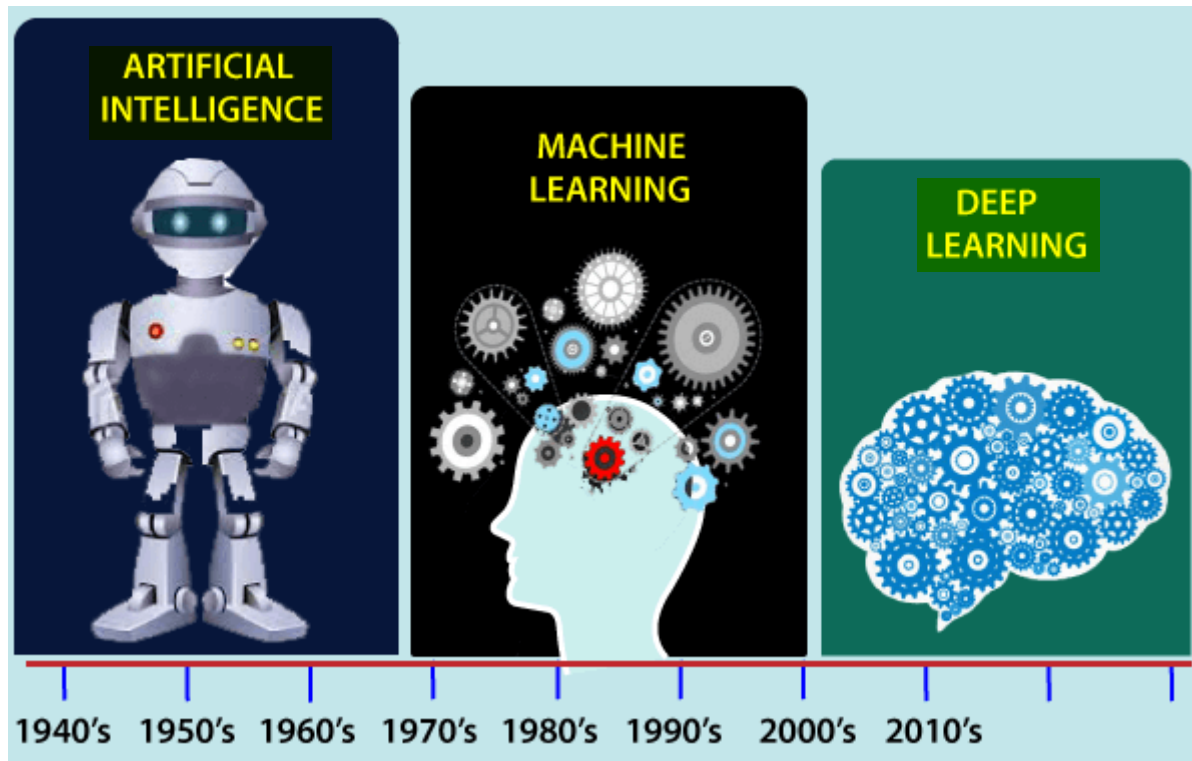 ARTIFICIAL
INTELLIGENCE
MACHINE
LEARNING
DEEP
LEARNING
1940's 1950's 1960's 1970's 1980's 1990's 2000's 2010's